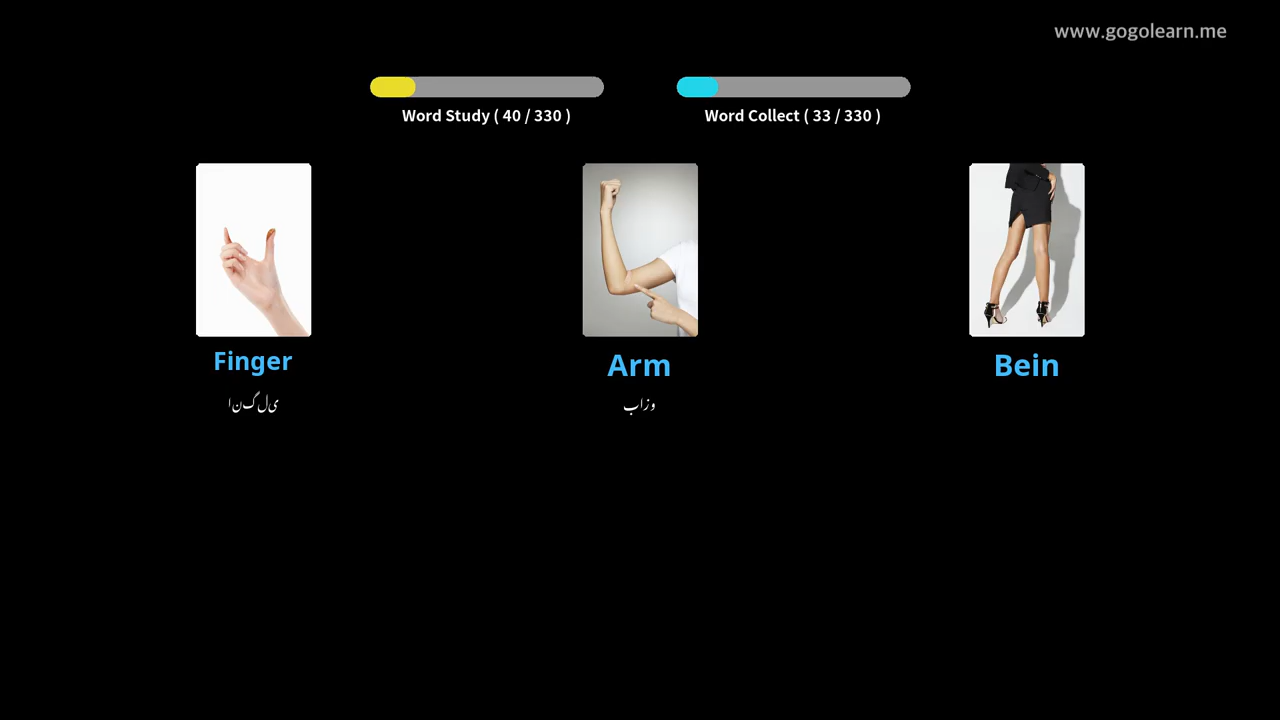 www.gogolearn.me
Word Study ( 40 / 330 )
Word Collect ( 33 / 330 )
Finger
Arm
Bein
انگلی
بازو